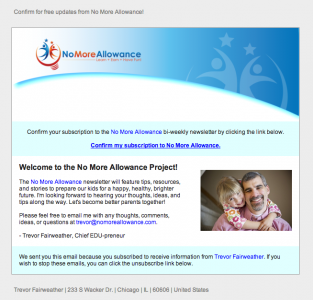 Confirm for free updates from No More Allowance!
NoMoreAllowance
Confirm your subscription to the No More Allowance bi-weekly newsletter by clicking the link below.
Confirm my subscription to No More Allowance.
Welcome to the No More Allowance Project!
The No More Allowance newsletter will feature tips, resources,
and stories to prepare our kids for a happy, healthy, brighter
future. I'm looking forward to hearing your thoughts, ideas, and
tips along the way. Let's become better parents together!
Please feel free to email me with any thoughts, comments,
ideas, or questions at trevor@nomoreallowance.com.
- Trevor Fairweather, Chief EDU-preneur
We sent you this email because you subscribed to receive information from Trevor Fairweather. If you
wish to stop these emails, you can click the unsubscribe link below.
Trevor Fairweather | 233 S Wacker Dr. | Chicago | IL | 60606 | United States